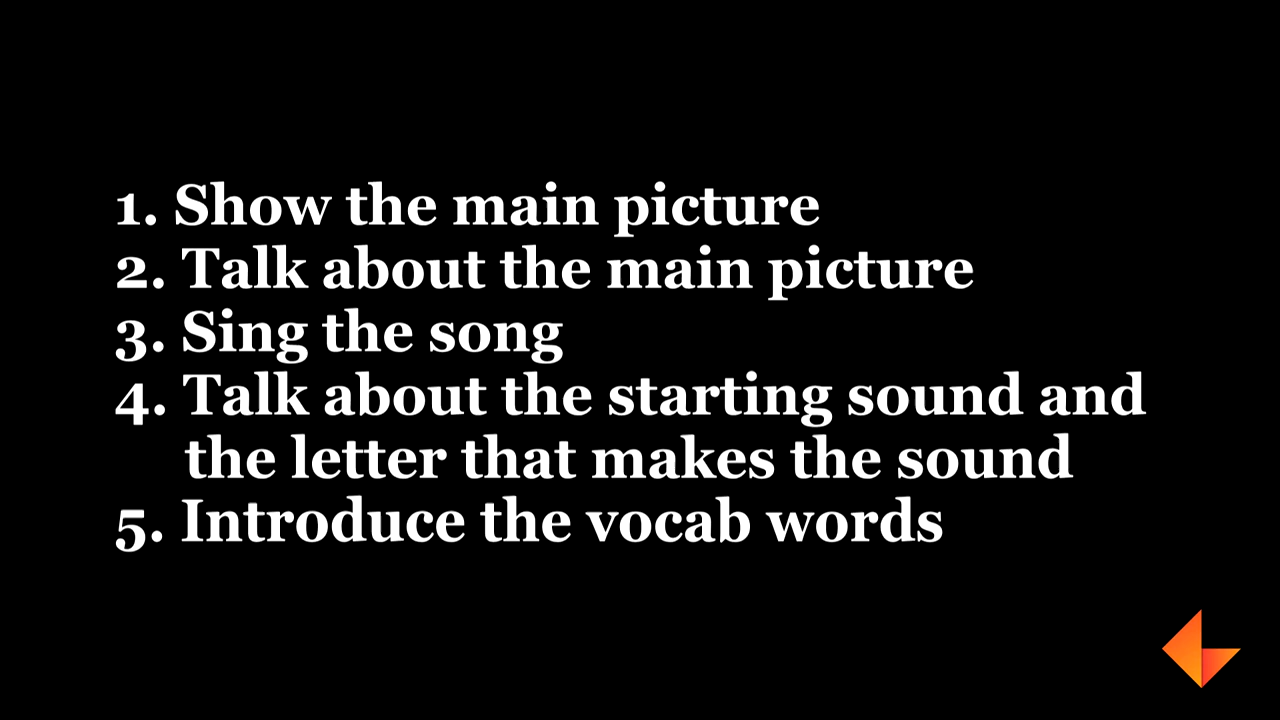 1. Show the main picture
2. Talk about the main picture
3. Sing the song
4. Talk about the starting sound and
the letter that makes the sound
5. Introduce the vocab words